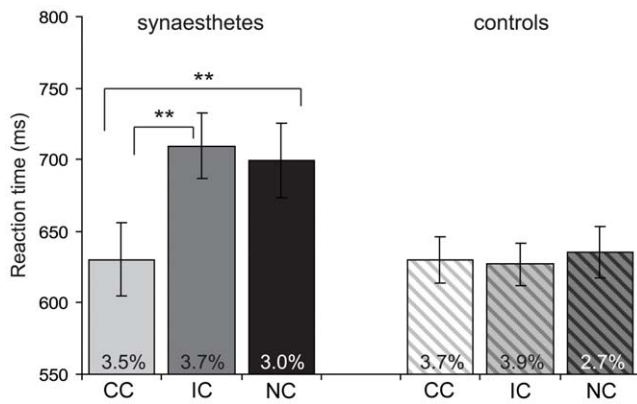 800
synaesthetes
controls
**
750
**
700
Reaction time (ms)
650
600
3.5%
3.7%
3.0%
3.7%
3.9%
2.7%
550
CC
IC
NC
CC
IC
NC